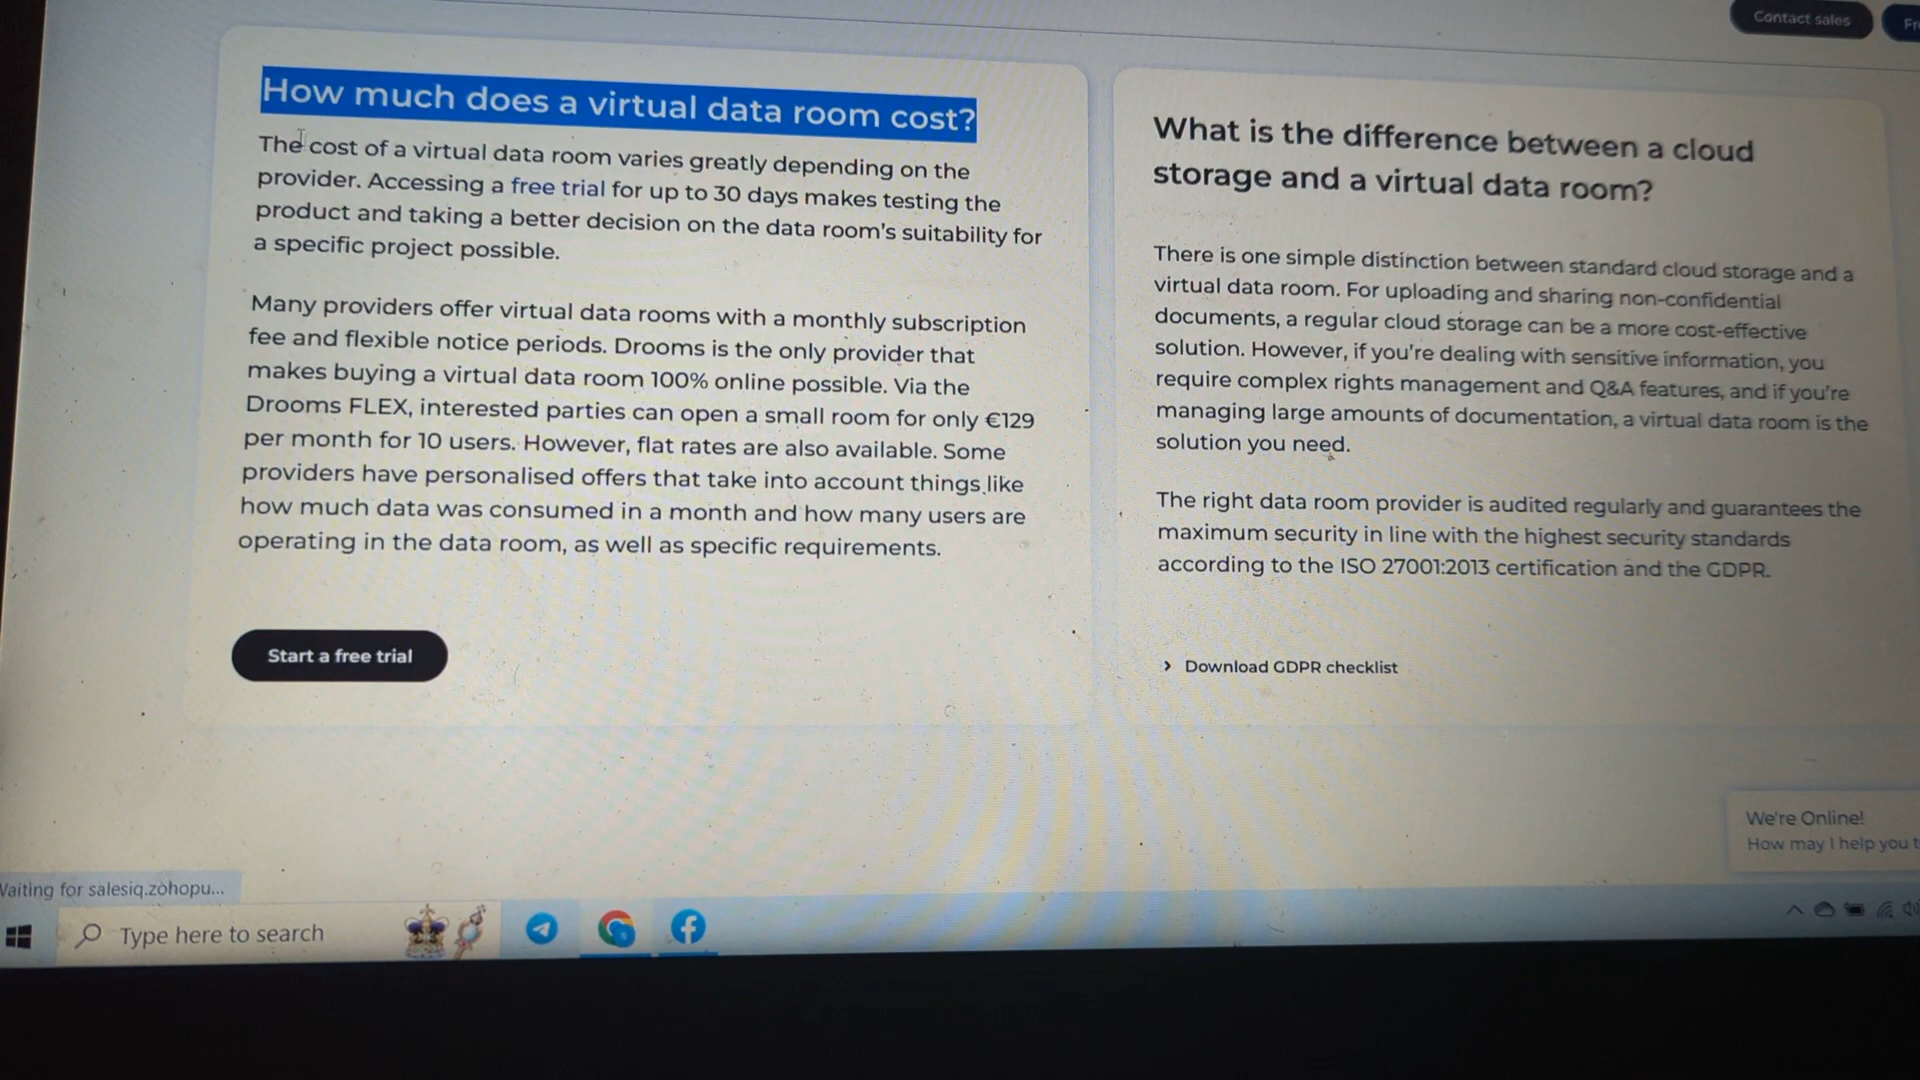 Contact sales
How much does a virtual data room cost?
The cost of a virtual data room varies greatly depending on the
provider. Accessing a free trial for up to 30 days makes testing the
product and taking a better decision on the data room's suitability for
a specific project possible.
Many providers offer virtual data rooms with a monthly subscription
fee and flexible notice periods. Drooms is the only provider that
makes buying a virtual data room 100% online possible. Via the
Drooms FLEX, interested parties can open a small room for only €129
per month for 10 users. However, flat rates are also available. Some
providers have personalised offers that take into account things like
how much data was consumed in a month and how many users are
operating in the data room, as well as specific requirements.
Start a free trial
What is the difference between a cloud
storage and a virtual data room?
There is one simple distinction between standard cloud storage and a
virtual data room. For uploading and sharing non-confidential
documents, a regular cloud storage can be a more cost-effective
solution. However, if you're dealing with sensitive information, you
require complex rights management and Q&A features, and if you're
managing large amounts of documentation, a virtual data room is the
solution you need.
The right data room provider is audited regularly and guarantees the
maximum security in line with the highest security standards
according to the ISO 27001:2013 certification and the GDPR.
> Download GDPR checklist
We're Online!
How may I help you t
Waiting for salesiq.zohopu...
Type here to search